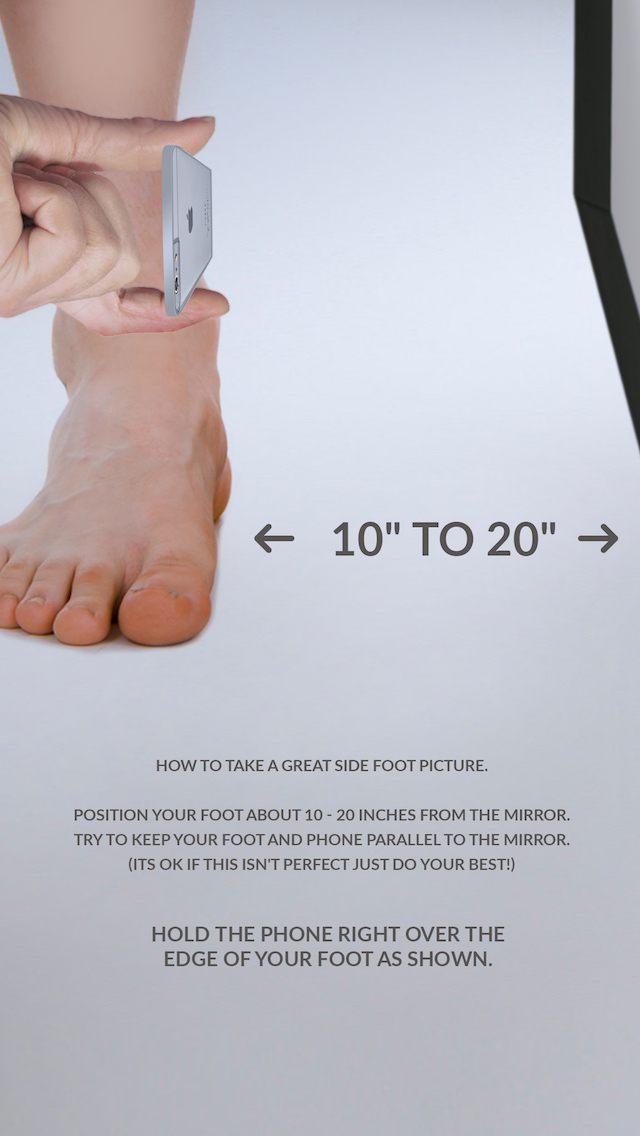 10" TO 20"
HOW TO TAKE A GREAT SIDE FOOT PICTURE.
POSITION YOUR FOOT ABOUT 10 - 20 INCHES FROM THE MIRROR.
TRY TO KEEP YOUR FOOT AND PHONE PARALLEL TO THE MIRROR.
(ITS OK IF THIS ISN'T PERFECT JUST DO YOUR BEST!)
HOLD THE PHONE RIGHT OVER THE
EDGE OF YOUR FOOT AS SHOWN.